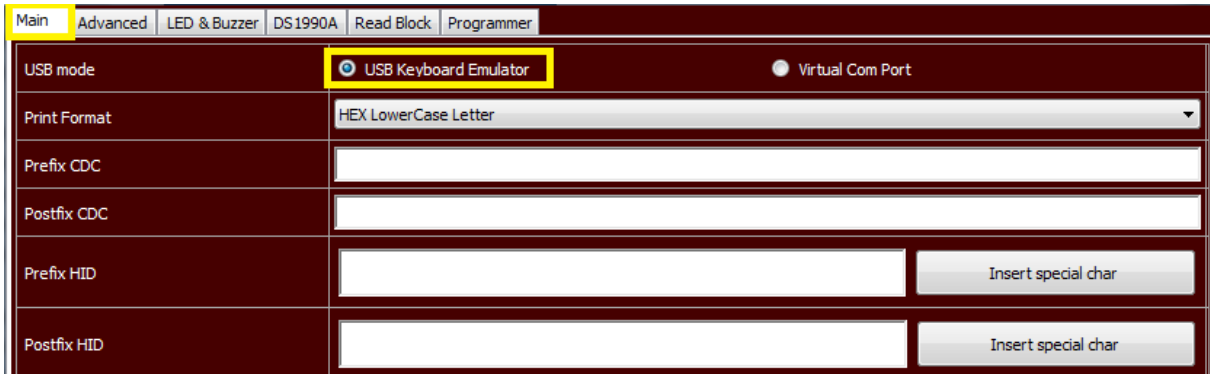 Main Advanced LED & Buzzer DS1990A Read Block Programmer
USB mode USB Keyboard Emulator Virtual Com Port
Print Format HEX LowerCase Letter
Prefix CDC
Postfix CDC
Prefix HID Insert special char
Postfix HID Insert special char